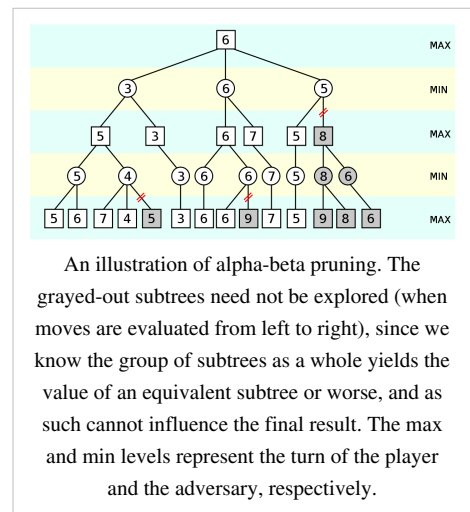 6 MAX
3 6 5 MIN
5 3 6 7 5 8 MAX
5 4 3 6 6 7 5 8 6 MIN
5 6 7 4 5 3 6 6 9 7 5 9 8 6 MAX
An illustration of alpha-beta pruning. The
grayed-out subtrees need not be explored (when
moves are evaluated from left to right), since we
know the group of subtrees as a whole yields the
value of an equivalent subtree or worse, and as
such cannot influence the final result. The max
and min levels represent the turn of the player
and the adversary, respectively.